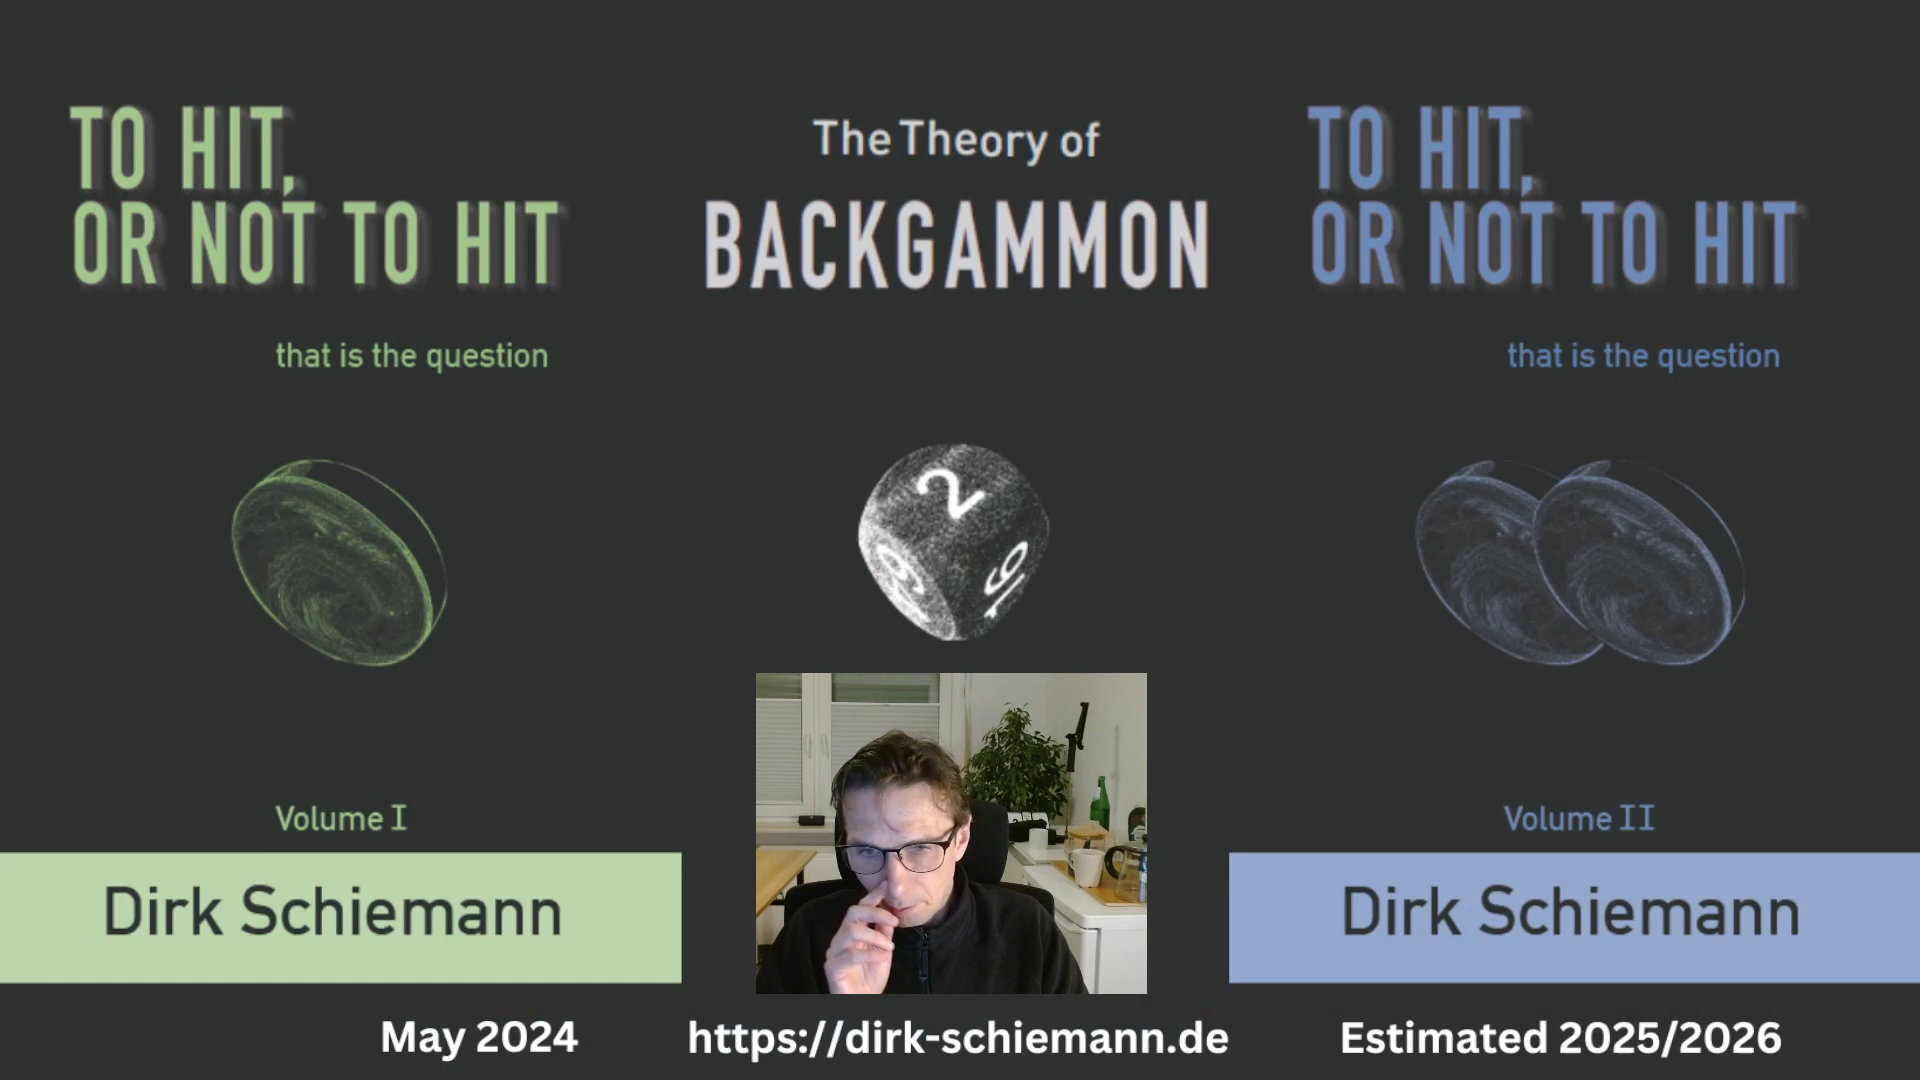 TO HIT,
OR NOT TO HIT
that is the question
Volume I
Dirk Schiemann
May 2024
The Theory of
BACKGAMMON
2
16
https://dirk-schiemann.de
TO HIT,
OR NOT TO HIT
that is the question
Volume II
Dirk Schiemann
Estimated 2025/2026